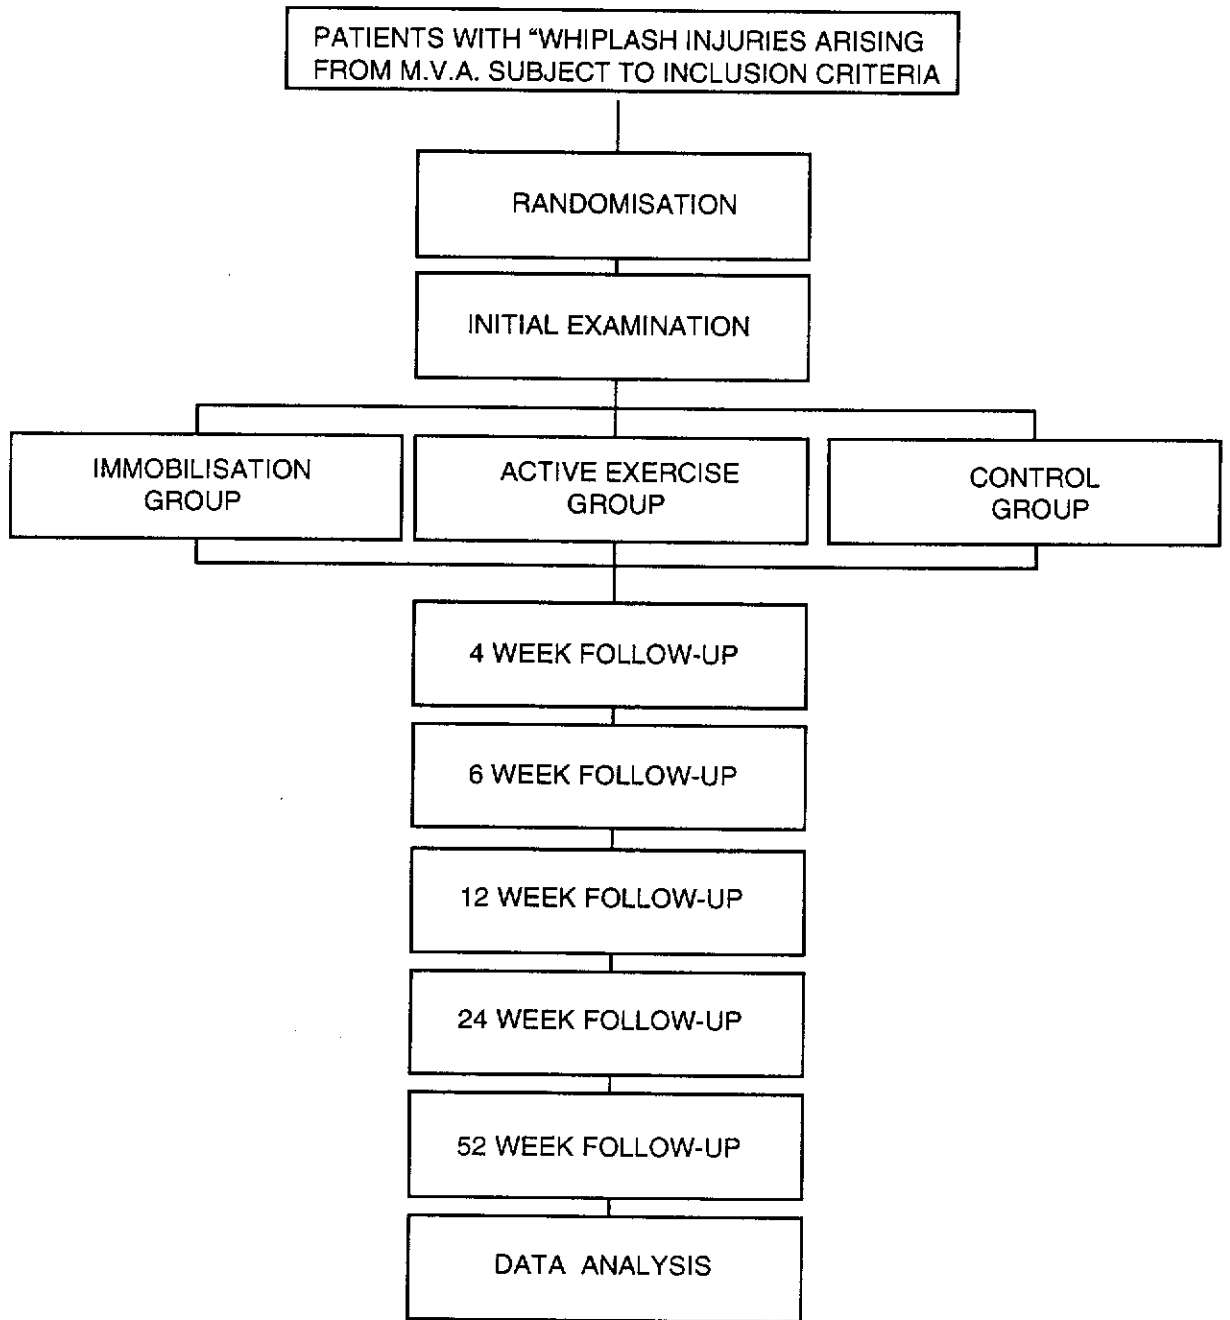 PATIENTS WITH “WHIPLASH INJURIES ARISING
FROM M.V.A. SUBJECT TO INCLUSION CRITERIA
RANDOMISATION
INITIAL EXAMINATION
IMMOBILISATION
GROUP
ACTIVE EXERCISE
GROUP
CONTROL
GROUP
4 WEEK FOLLOW-UP
6 WEEK FOLLOW-UP
12 WEEK FOLLOW-UP
24 WEEK FOLLOW-UP
52 WEEK FOLLOW-UP
DATA ANALYSIS